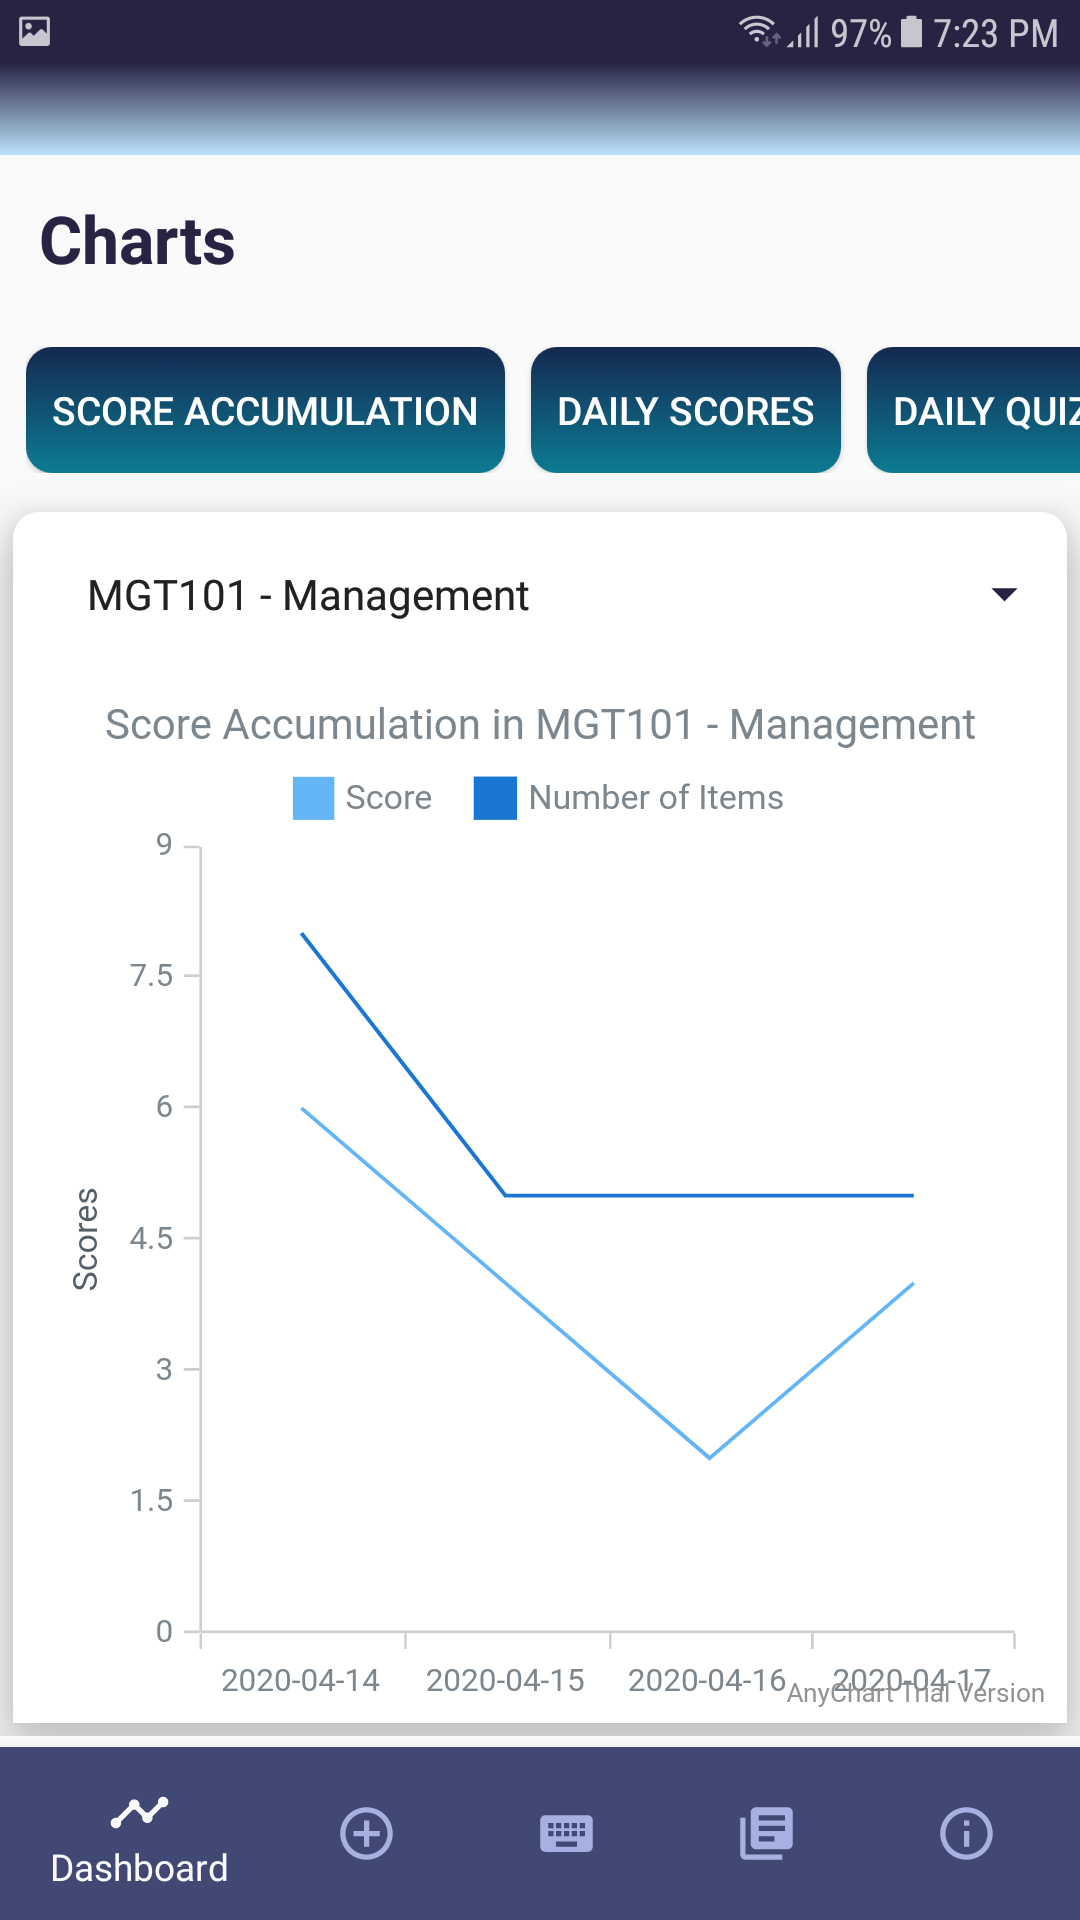 97% 7:23 PM
Charts
SCORE ACCUMULATION DAILY SCORES DAILY QUIZ
MGT101 - Management
Score Accumulation in MGT101 - Management
Score Number of Items
9
7.5
6
4.5
3
1.5
0
Scores
2020-04-14 2020-04-15 2020-04-16 2020-04-17
AnyChart Trial Version
Dashboard